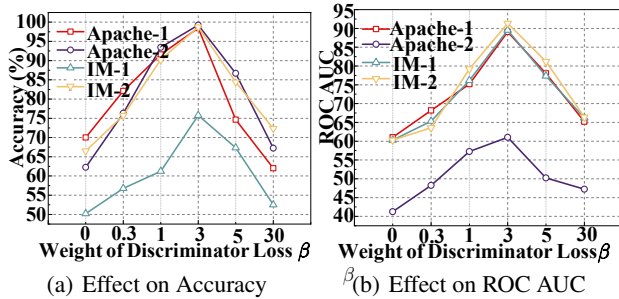 100
95
90
85
80
75
70
65
60
55
50
Accuracy (%)
Apache-1
Apache-2
IM-1
IM-2
0 0.3 1 3 5 30
Weight of Discriminator Loss β
(a) Effect on Accuracy
95
90
85
80
75
70
65
60
55
50
45
40
ROC AUC
Apache-1
Apache-2
IM-1
IM-2
0 0.3 1 3 5 30
Weight of Discriminator Loss β
β
(b) Effect on ROC AUC